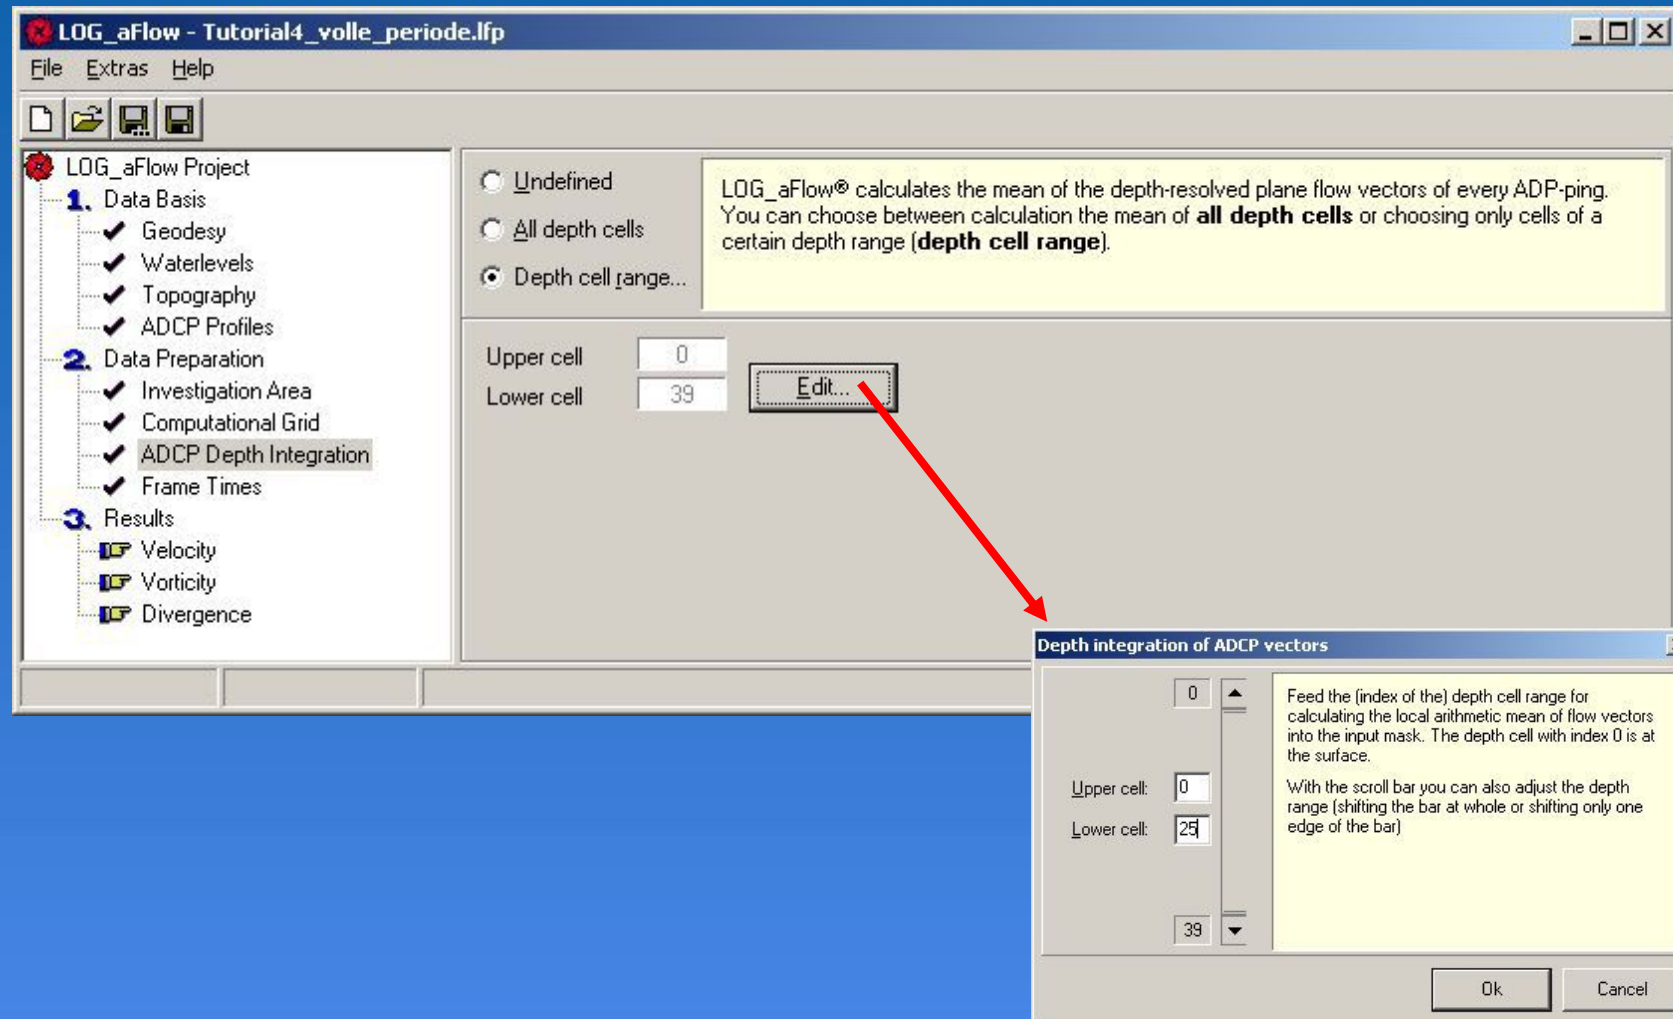 LOG_aFlow - Tutorial4_volle_periode.lfp
File Extras Help
LOG_aFlow Project
1. Data Basis
Geodesy
Waterlevels
Topography
ADCP Profiles
2. Data Preparation
Investigation Area
Computational Grid
ADCP Depth Integration
Frame Times
3. Results
Velocity
Vorticity
Divergence
Undefined
All depth cells
Depth cell range...
LOG_aFlow® calculates the mean of the depth-resolved plane flow vectors of every ADP-ping.
You can choose between calculation the mean of all depth cells or choosing only cells of a
certain depth range (depth cell range).
Upper cell 0
Lower cell 39
Edit...
Depth integration of ADCP vectors
0
Upper cell: 0
Lower cell: 25
39
Feed the (index of the) depth cell range for
calculating the local arithmetic mean of flow vectors
into the input mask. The depth cell with index 0 is at
the surface.
With the scroll bar you can also adjust the depth
range (shifting the bar at whole or shifting only one
edge of the bar)
Ok Cancel